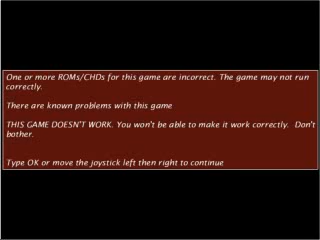 One or more ROMs/CHDs for this game are incorrect. The game may not run
correctly.
There are known problems with this game
THIS GAME DOESN'T WORK. You won't be able to make it work correctly.  Don't
bother.
Type OK or move the joystick left then right to continue